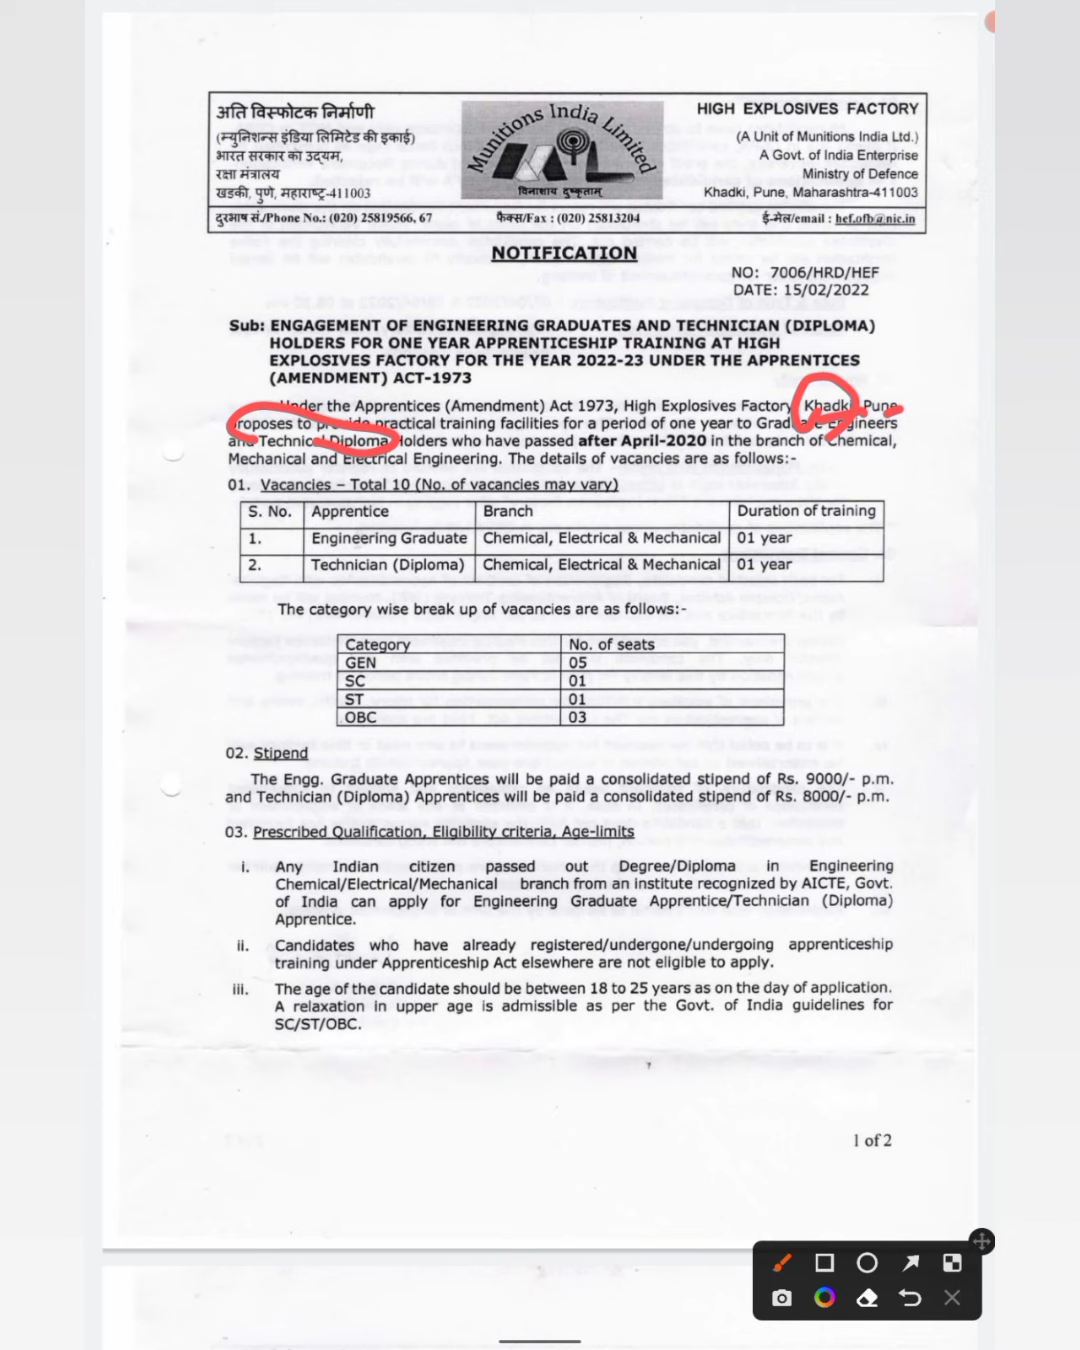 अति विस्फोटक निर्माणी
(म्युनिशन्स इंडिया लिमिटेड की इकाई)
भारत सरकार का उद्यम,
रक्षा मंत्रालय
खडकी, पुणे, महाराष्ट्र-411003
Munitions India Limited
MIL
विनाशाय दुष्कृताम्
HIGH EXPLOSIVES FACTORY
(A Unit of Munitions India Ltd.)
A Govt. of India Enterprise
Ministry of Defence
Khadki, Pune, Maharashtra-411003
दुरभाष सं./Phone No.: (020) 25819566, 67 फैक्स/Fax : (020) 25813204 ई-मेल/email : hef.ofb@nic.in
NOTIFICATION
NO: 7006/HRD/HEF
DATE: 15/02/2022
Sub: ENGAGEMENT OF ENGINEERING GRADUATES AND TECHNICIAN (DIPLOMA)
HOLDERS FOR ONE YEAR APPRENTICESHIP TRAINING AT HIGH
EXPLOSIVES FACTORY FOR THE YEAR 2022-23 UNDER THE APPRENTICES
(AMENDMENT) ACT-1973
Under the Apprentices (Amendment) Act 1973, High Explosives Factory, Khadki, Pune
proposes to provide practical training facilities for a period of one year to Graduate Engineers
and Technical Diploma Holders who have passed after April-2020 in the branch of Chemical,
Mechanical and Electrical Engineering. The details of vacancies are as follows:-
01. Vacancies – Total 10 (No. of vacancies may vary)
S. No. Apprentice Branch Duration of training
1. Engineering Graduate Chemical, Electrical & Mechanical 01 year
2. Technician (Diploma) Chemical, Electrical & Mechanical 01 year
The category wise break up of vacancies are as follows:-
Category No. of seats
GEN 05
SC 01
ST 01
OBC 03
02. Stipend
The Engg. Graduate Apprentices will be paid a consolidated stipend of Rs. 9000/- p.m.
and Technician (Diploma) Apprentices will be paid a consolidated stipend of Rs. 8000/- p.m.
03. Prescribed Qualification, Eligibility criteria, Age-limits
i. Any Indian citizen passed out Degree/Diploma in Engineering
Chemical/Electrical/Mechanical branch from an institute recognized by AICTE, Govt.
of India can apply for Engineering Graduate Apprentice/Technician (Diploma)
Apprentice.
ii. Candidates who have already registered/undergone/undergoing apprenticeship
training under Apprenticeship Act elsewhere are not eligible to apply.
iii. The age of the candidate should be between 18 to 25 years as on the day of application.
A relaxation in upper age is admissible as per the Govt. of India guidelines for
SC/ST/OBC.
1 of 2